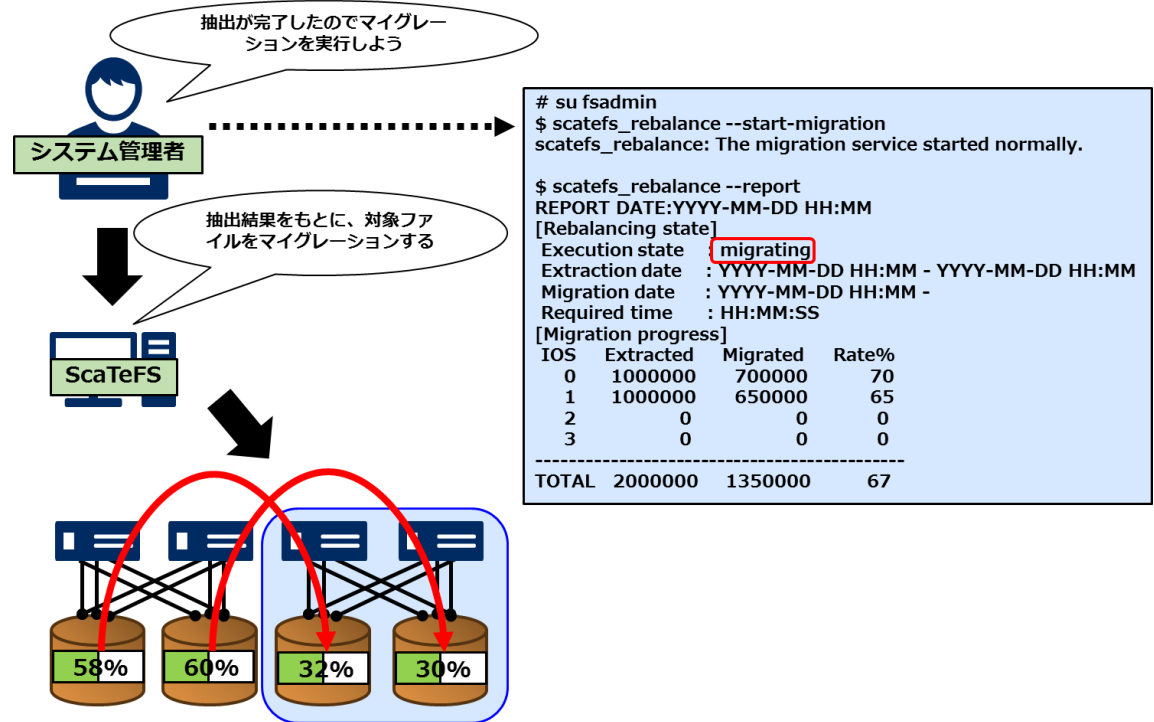 抽出が完了したのでマイグレー
ションを実行しよう
システム管理者
# su fsadmin
$ scatefs_rebalance --start-migration
scatefs_rebalance: The migration service started normally.
$ scatefs_rebalance --report
REPORT DATE:YYYY-MM-DD HH:MM
[Rebalancing state]
Execution state : migrating
Extraction date : YYYY-MM-DD HH:MM - YYYY-MM-DD HH:MM
Migration date : YYYY-MM-DD HH:MM -
Required time : HH:MM:SS
[Migration progress]
IOS Extracted Migrated Rate%
0 1000000 700000 70
1 1000000 650000 65
2 0 0 0
3 0 0 0
--------------------------------------------
TOTAL 2000000 1350000 67
抽出結果をもとに、対象ファ
イルをマイグレーションする
ScaTeFS
58% 60% 32% 30%